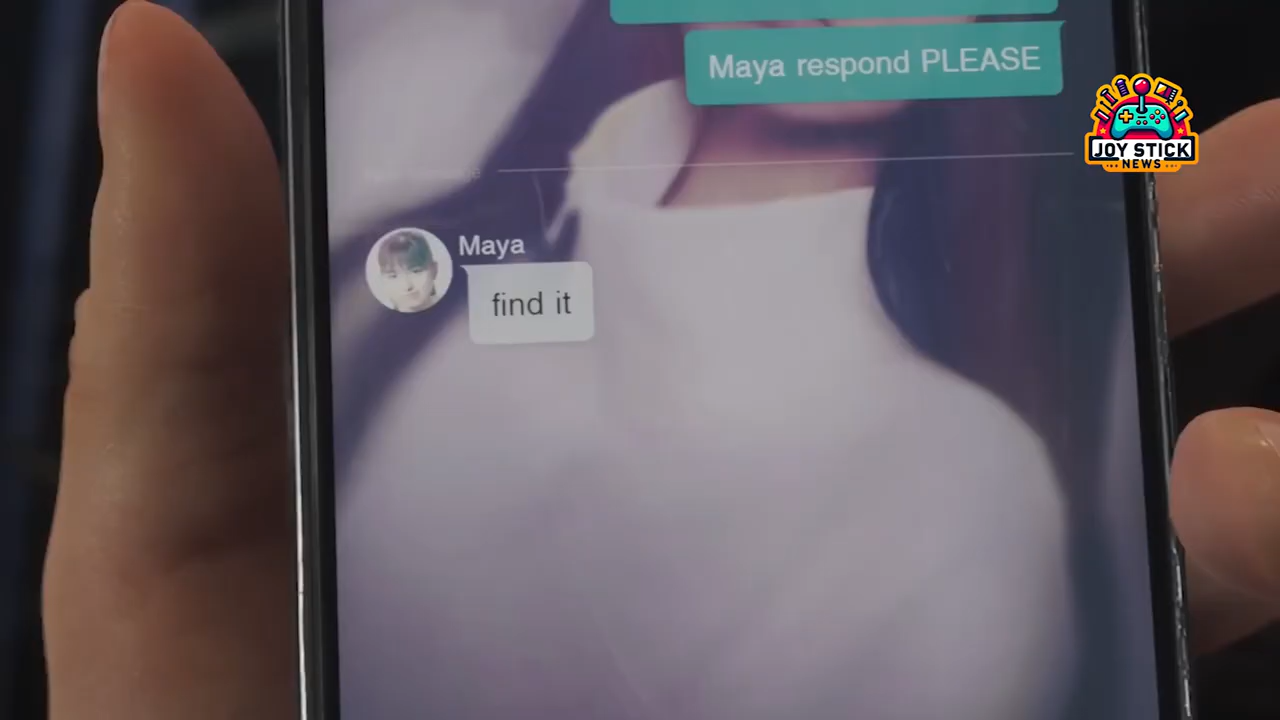 Maya respond PLEASE
JOY STICK
NEWS
Maya
find it